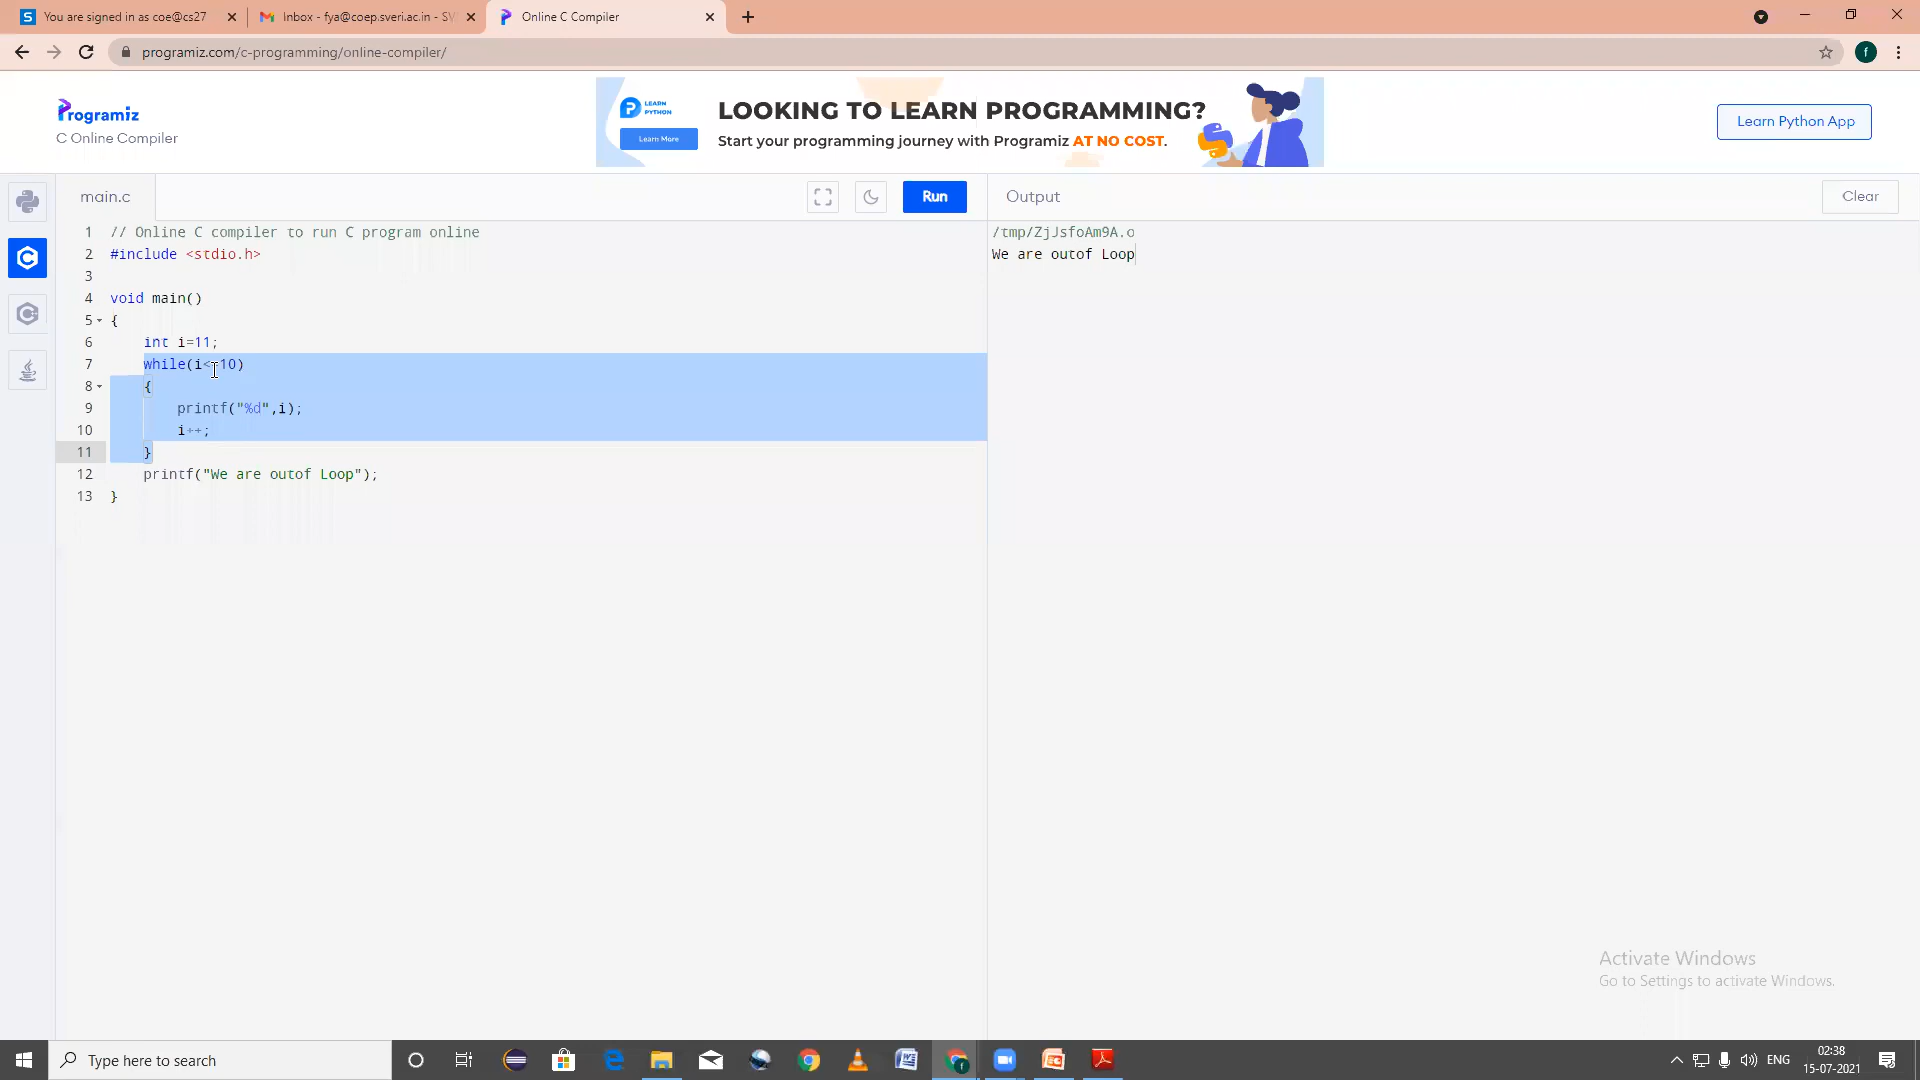 You are signed in as coe@cs27
Inbox - fya@coep.sveri.ac.in - SV
Online C Compiler
programiz.com/c-programming/online-compiler/
f
Programiz
C Online Compiler
LEARN
PYTHON
Learn More
LOOKING TO LEARN PROGRAMMING?
Start your programming journey with Programiz AT NO COST.
Learn Python App
main.c
Run
Output
Clear
1 // Online C compiler to run C program online
2 #include <stdio.h>
3
4 void main()
5 {
6 int i=11;
7 while(i<=10)
8 {
9 printf("%d",i);
10 i++;
11 }
12 printf("We are outof Loop");
13 }
/tmp/ZjJsfoAm9A.o
We are outof Loop
Activate Windows
Go to Settings to activate Windows.
Type here to search
ENG
02:38
15-07-2021